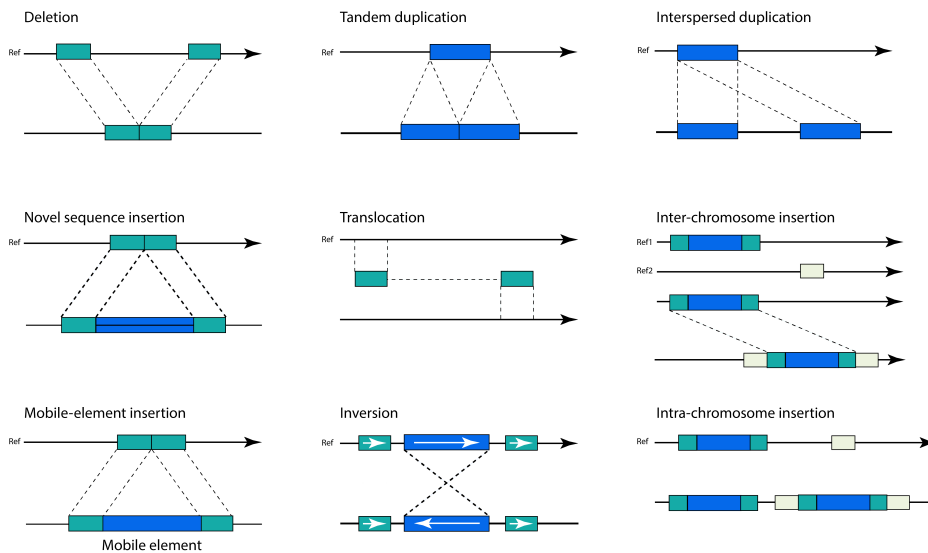 Deletion
Ref
Tandem duplication
Ref
Interspersed duplication
Ref
Novel sequence insertion
Ref
Translocation
Ref
Inter-chromosome insertion
Ref1
Ref2
Mobile-element insertion
Ref
Mobile element
Inversion
Ref
Intra-chromosome insertion
Ref